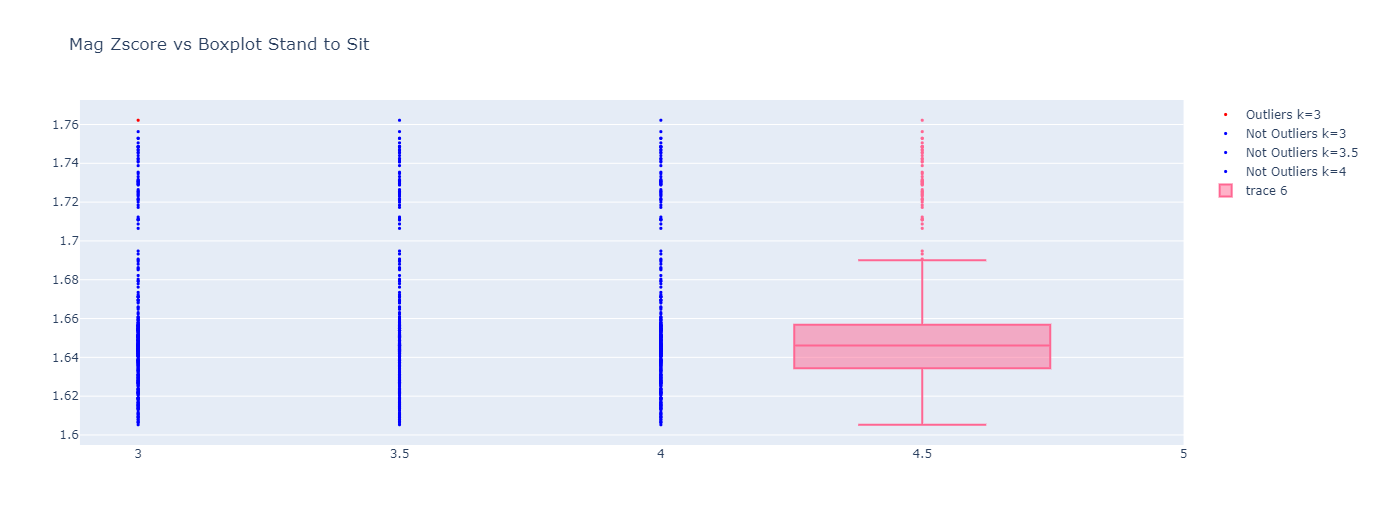 Mag Zscore vs Boxplot Stand to Sit
1.76
1.74
1.72
1.7
1.68
1.66
1.64
1.62
1.6
3
3.5
4
4.5
5
Outliers k=3
Not Outliers k=3
Not Outliers k=3.5
Not Outliers k=4
trace 6